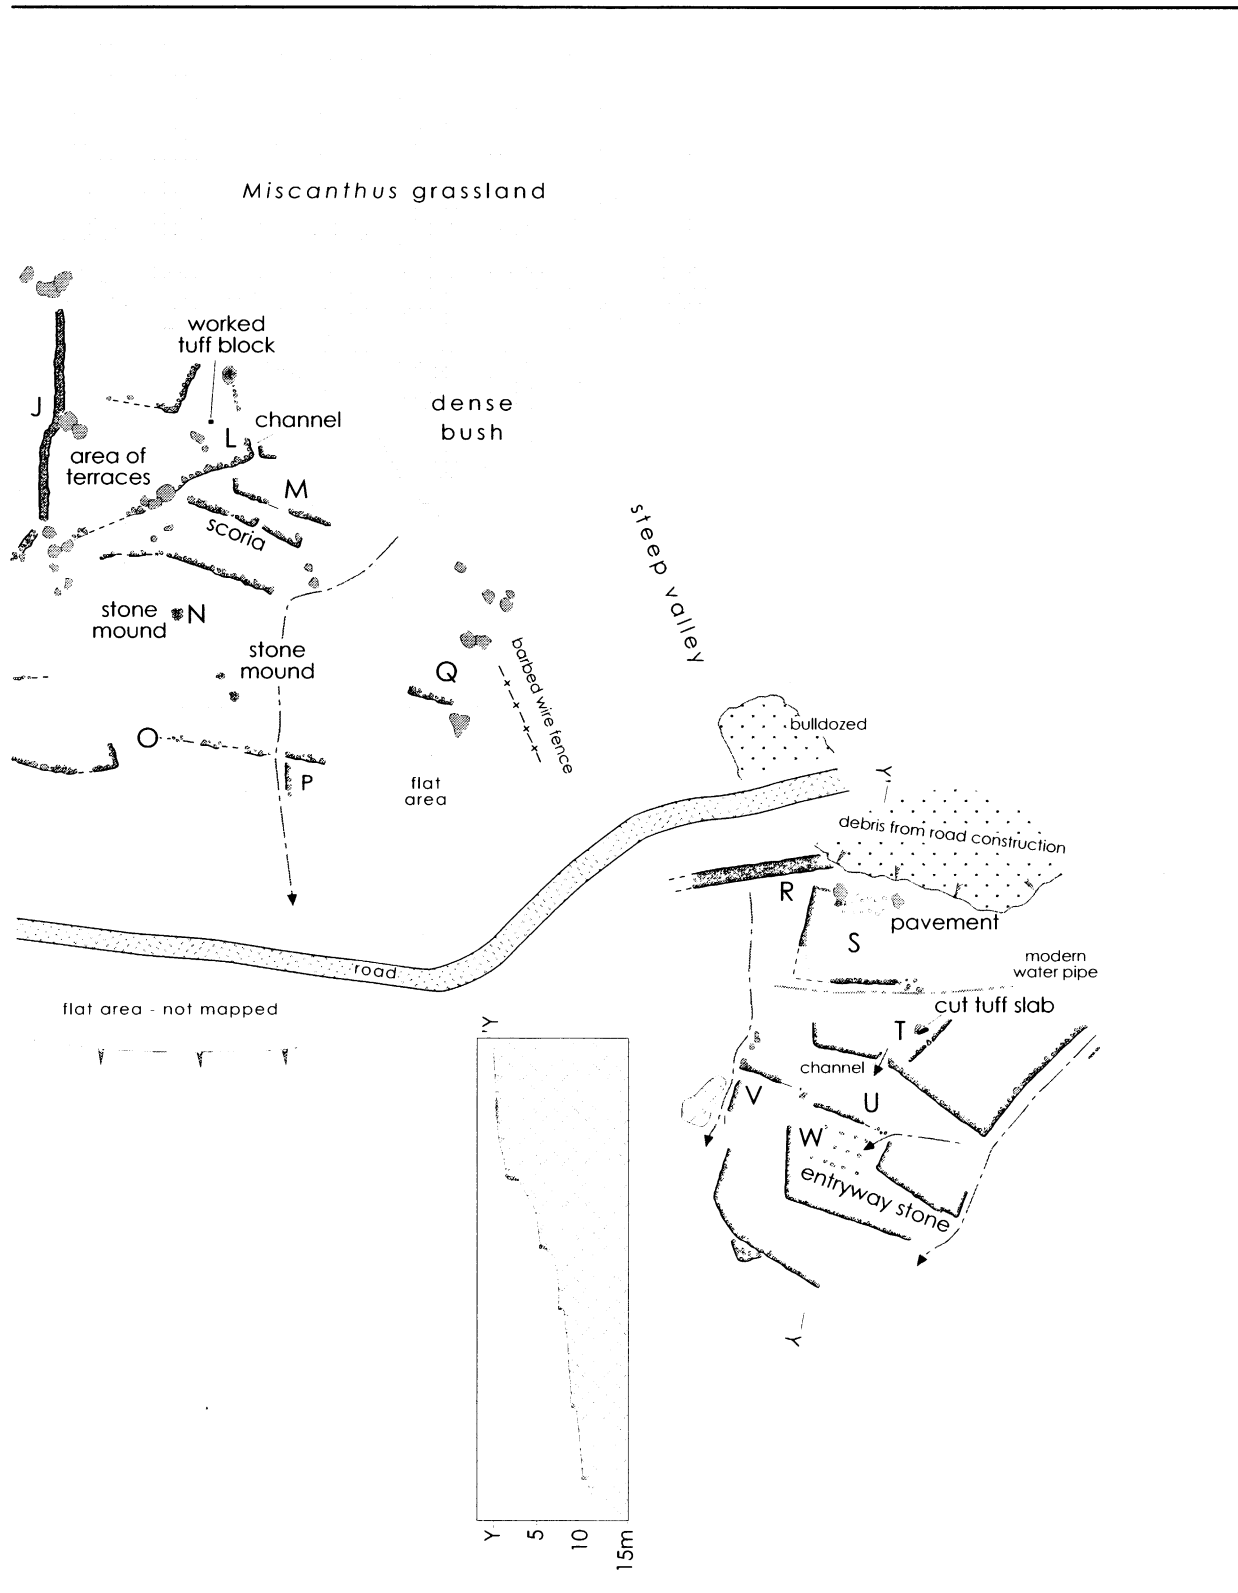 Miscanthus grassland
worked
tuff block
J
L
channel
dense
bush
area of
terraces
M
scoria
steep valley
stone
mound
N
stone
mound
Q
barbed wire fence
O
P
flat
area
bulldozed
Y'
debris from road construction
R
pavement
S
road
modern
water pipe
flat area - not mapped
cut tuff slab
T
channel
V
U
W
entryway stone
Y
Y'
Y
5
10
15m